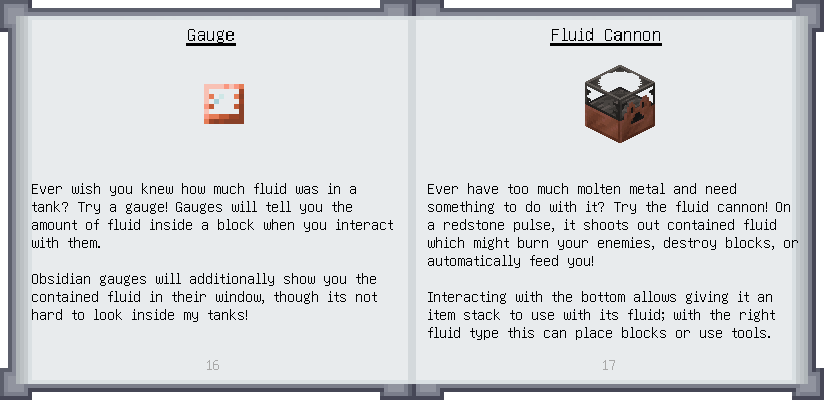 Gauge
Ever wish you knew how much fluid was in a
tank? Try a gauge! Gauges will tell you the
amount of fluid inside a block when you interact
with them.
Obsidian gauges will additionally show you the
contained fluid in their window, though its not
hard to look inside my tanks!
16
Fluid Cannon
Ever have too much molten metal and need
something to do with it? Try the fluid cannon! On
a redstone pulse, it shoots out contained fluid
which might burn your enemies, destroy blocks, or
automatically feed you!
Interacting with the bottom allows giving it an
item stack to use with its fluid; with the right
fluid type this can place blocks or use tools.
17